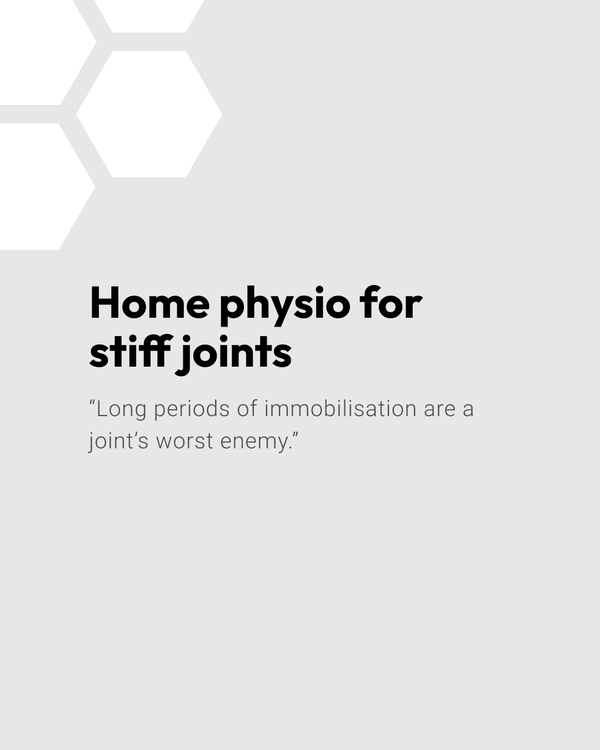 Home physio for
stiff joints
“Long periods of immobilisation are a
joint’s worst enemy.”